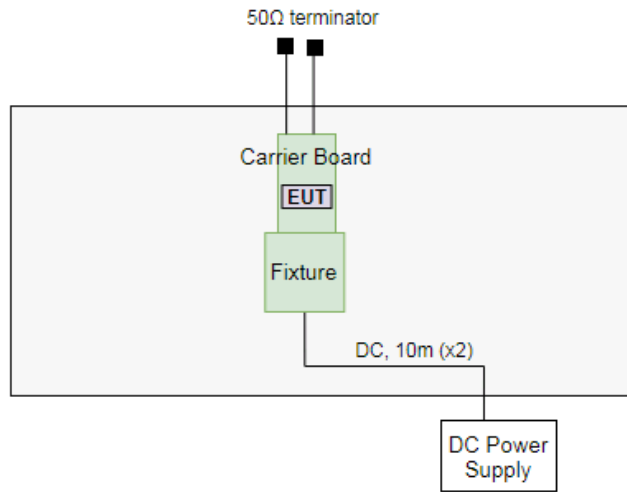 50Ω terminator
Carrier Board
EUT
Fixture
DC, 10m (x2)
DC Power
Supply